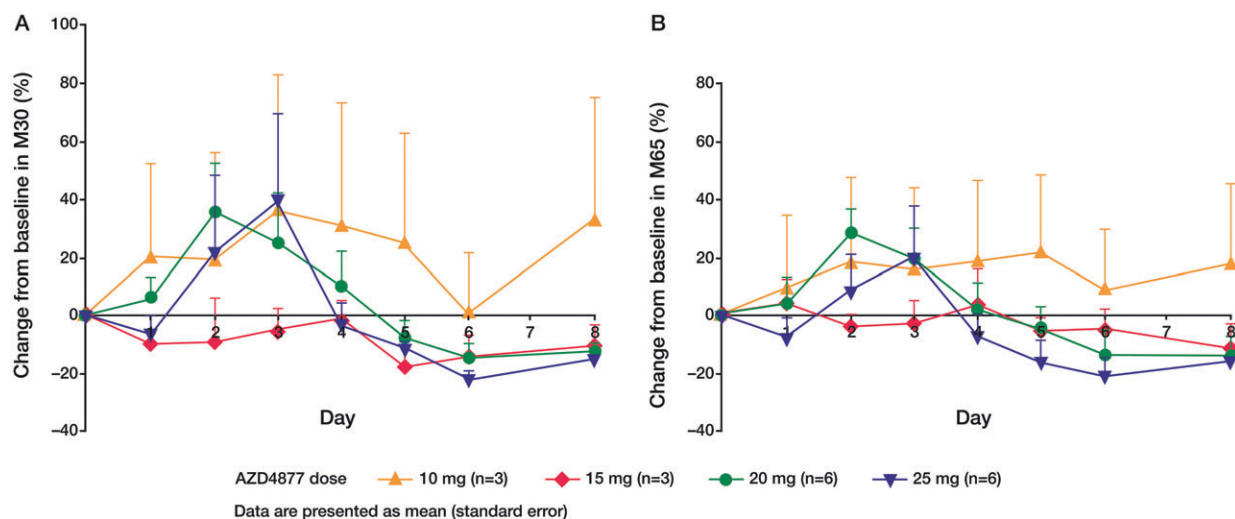 A
Change from baseline in M30 (%)
100
80
60
40
20
0
–20
–40
1 2 3 4 5 6 7 8
Day
B
Change from baseline in M65 (%)
80
60
40
20
0
–20
–40
1 2 3 4 5 6 7 8
Day
AZD4877 dose 10 mg (n=3) 15 mg (n=3) 20 mg (n=6) 25 mg (n=6)
Data are presented as mean (standard error)